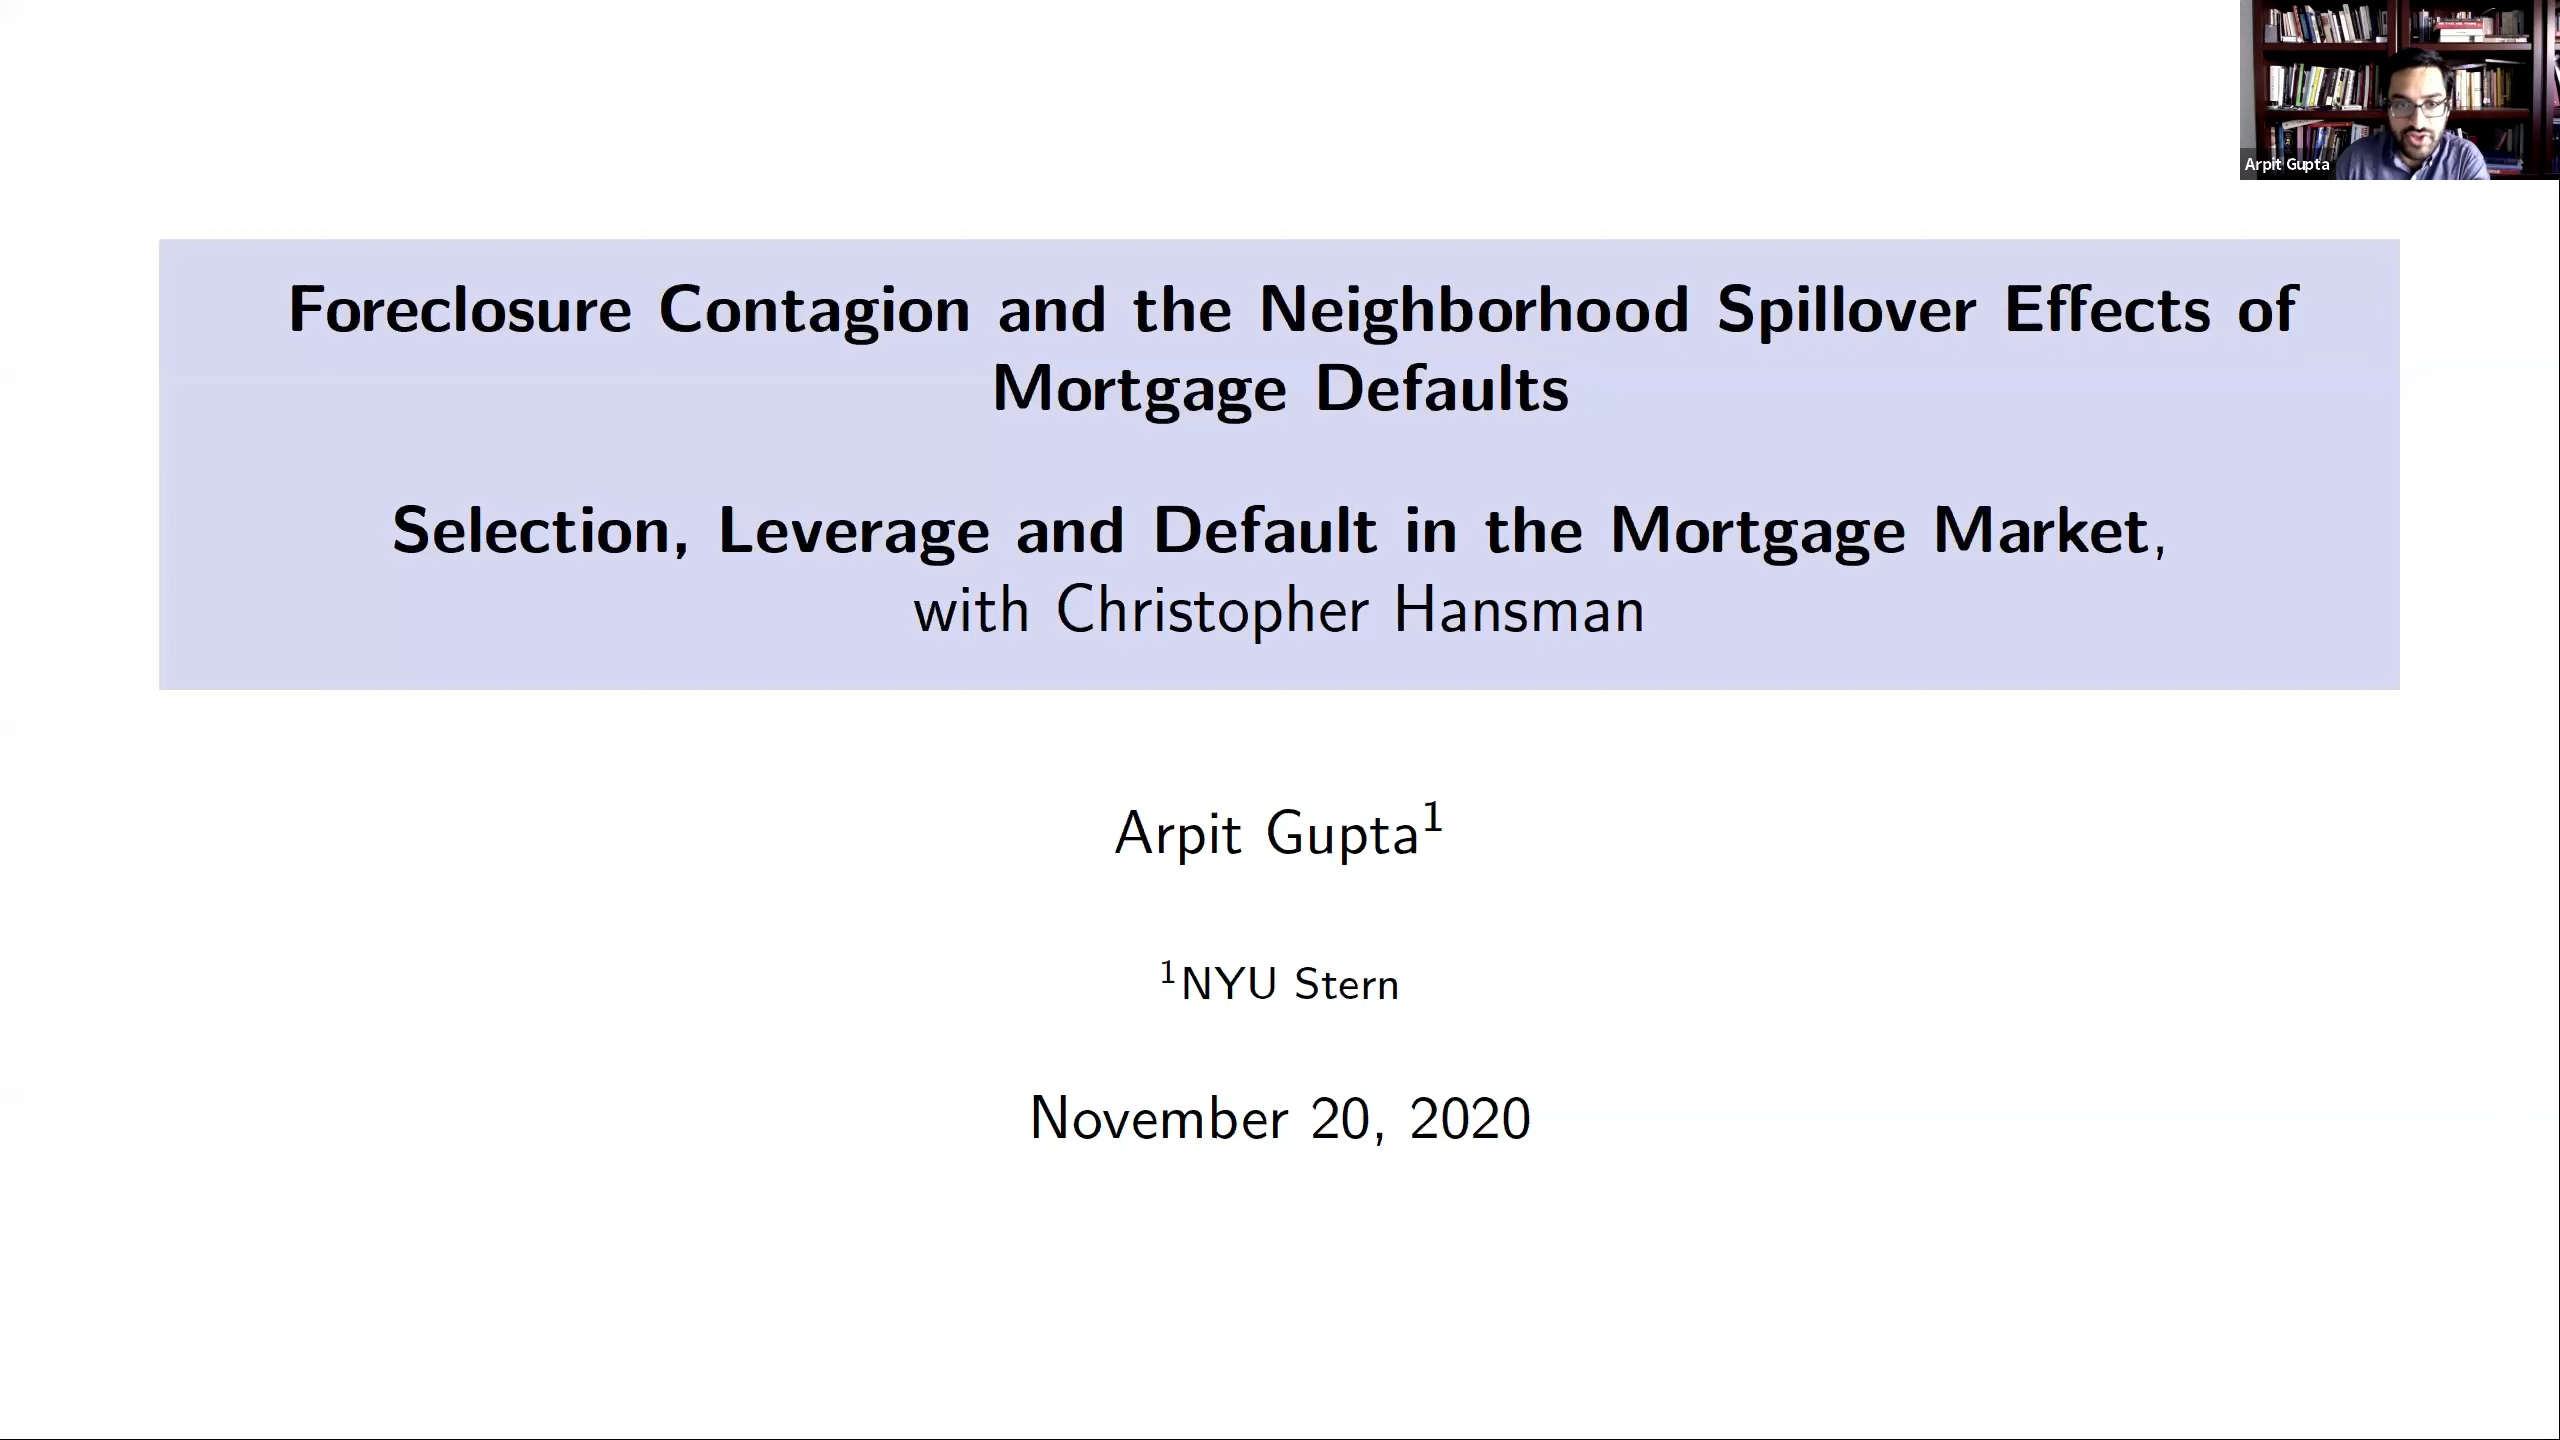 Arpit Gupta
Foreclosure Contagion and the Neighborhood Spillover Effects of
Mortgage Defaults
Selection, Leverage and Default in the Mortgage Market,
with Christopher Hansman
Arpit Gupta¹
¹NYU Stern
November 20, 2020